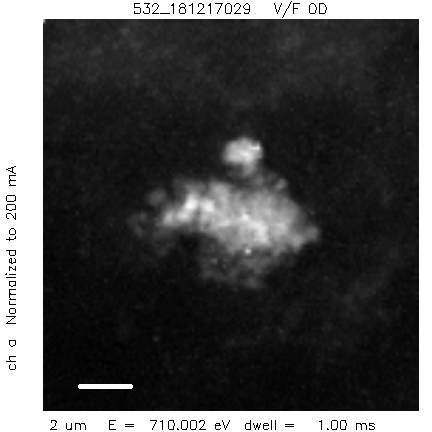 532_181217029 V/F OD
ch a Normalized to 200 mA
2 um E = 710.002 eV dwell = 1.00 ms